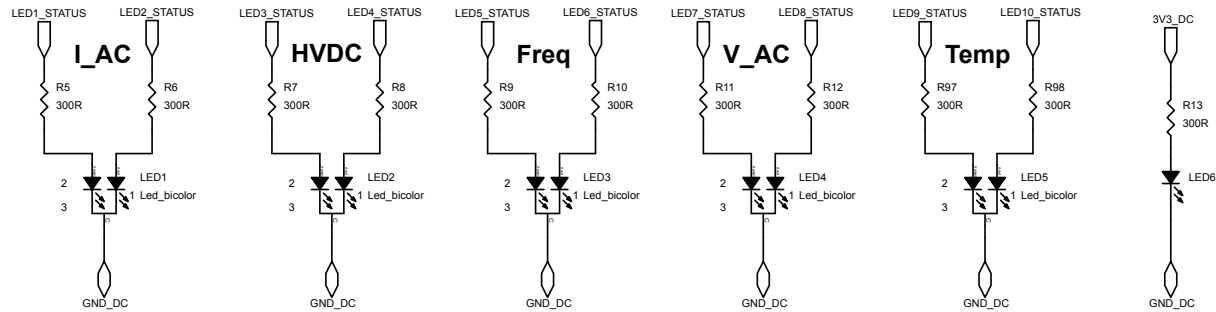 LED1_STATUS LED2_STATUS LED3_STATUS LED4_STATUS LED5_STATUS LED6_STATUS LED7_STATUS LED8_STATUS LED9_STATUS LED10_STATUS 3V3_DC
I_AC HVDC Freq V_AC Temp
R5 R6 R7 R8 R9 R10 R11 R12 R97 R98
300R 300R 300R 300R 300R 300R 300R 300R 300R 300R
R13
300R
2 LED1 2 LED2 2 LED3 2 LED4 2 LED5 LED6
1 Led_bicolor 1 Led_bicolor 1 Led_bicolor 1 Led_bicolor 1 Led_bicolor
3 3 3 3 3
C C C C C
GND_DC GND_DC GND_DC GND_DC GND_DC GND_DC